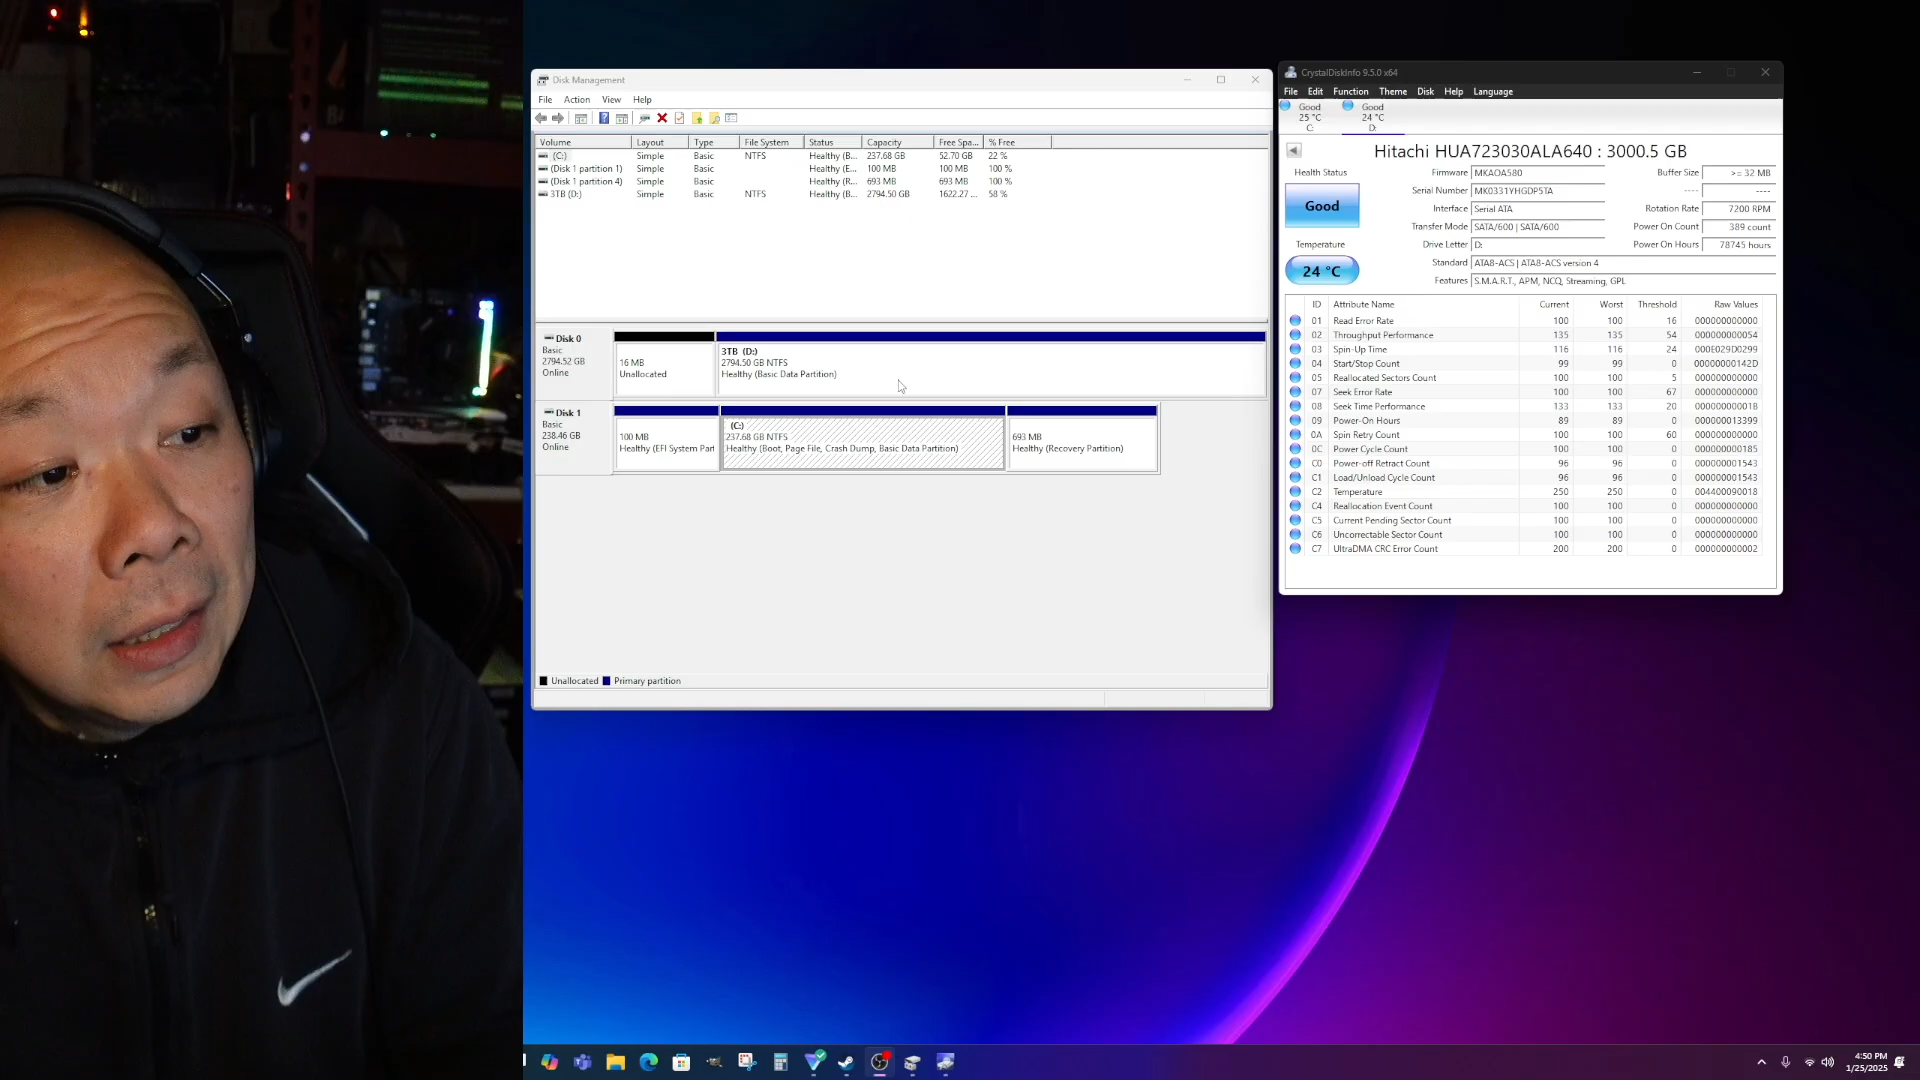 Disk Management
File Action View Help
Volume Layout Type File System Status Capacity Free Spa... % Free
(C:) Simple Basic NTFS Healthy (B... 237.68 GB 52.70 GB 22 %
(Disk 1 partition 1) Simple Basic Healthy (E... 100 MB 100 MB 100 %
(Disk 1 partition 4) Simple Basic Healthy (R... 693 MB 693 MB 100 %
3TB (D:) Simple Basic NTFS Healthy (B... 2794.50 GB 1622.27 ... 58 %
Disk 0
Basic
2794.52 GB
Online
16 MB
Unallocated
3TB (D:)
2794.50 GB NTFS
Healthy (Basic Data Partition)
Disk 1
Basic
238.46 GB
Online
100 MB
Healthy (EFI System Part
(C:)
237.68 GB NTFS
Healthy (Boot, Page File, Crash Dump, Basic Data Partition)
693 MB
Healthy (Recovery Partition)
Unallocated Primary partition
CrystalDiskInfo 9.5.0 x64
File Edit Function Theme Disk Help Language
Good Good
25 °C 24 °C
C: D:
Hitachi HUA723030ALA640 : 3000.5 GB
Health Status
Good
Temperature
24 °C
Firmware MKAOA580 Buffer Size >= 32 MB
Serial Number MK0331YHGDP5TA ---- ----
Interface Serial ATA Rotation Rate 7200 RPM
Transfer Mode SATA/600 | SATA/600 Power On Count 389 count
Drive Letter D: Power On Hours 78745 hours
Standard ATA8-ACS | ATA8-ACS version 4
Features S.M.A.R.T., APM, NCQ, Streaming, GPL
ID Attribute Name Current Worst Threshold Raw Values
01 Read Error Rate 100 100 16 000000000000
02 Throughput Performance 135 135 54 000000000054
03 Spin-Up Time 116 116 24 000E029D0299
04 Start/Stop Count 99 99 0 00000000142D
05 Reallocated Sectors Count 100 100 5 000000000000
07 Seek Error Rate 100 100 67 000000000000
08 Seek Time Performance 133 133 20 00000000001B
09 Power-On Hours 89 89 0 000000013399
0A Spin Retry Count 100 100 60 000000000000
0C Power Cycle Count 100 100 0 000000000185
C0 Power-off Retract Count 96 96 0 000000001543
C1 Load/Unload Cycle Count 96 96 0 000000001543
C2 Temperature 250 250 0 004400090018
C4 Reallocation Event Count 100 100 0 000000000000
C5 Current Pending Sector Count 100 100 0 000000000000
C6 Uncorrectable Sector Count 100 100 0 000000000000
C7 UltraDMA CRC Error Count 200 200 0 000000000002
4:50 PM
1/25/2025